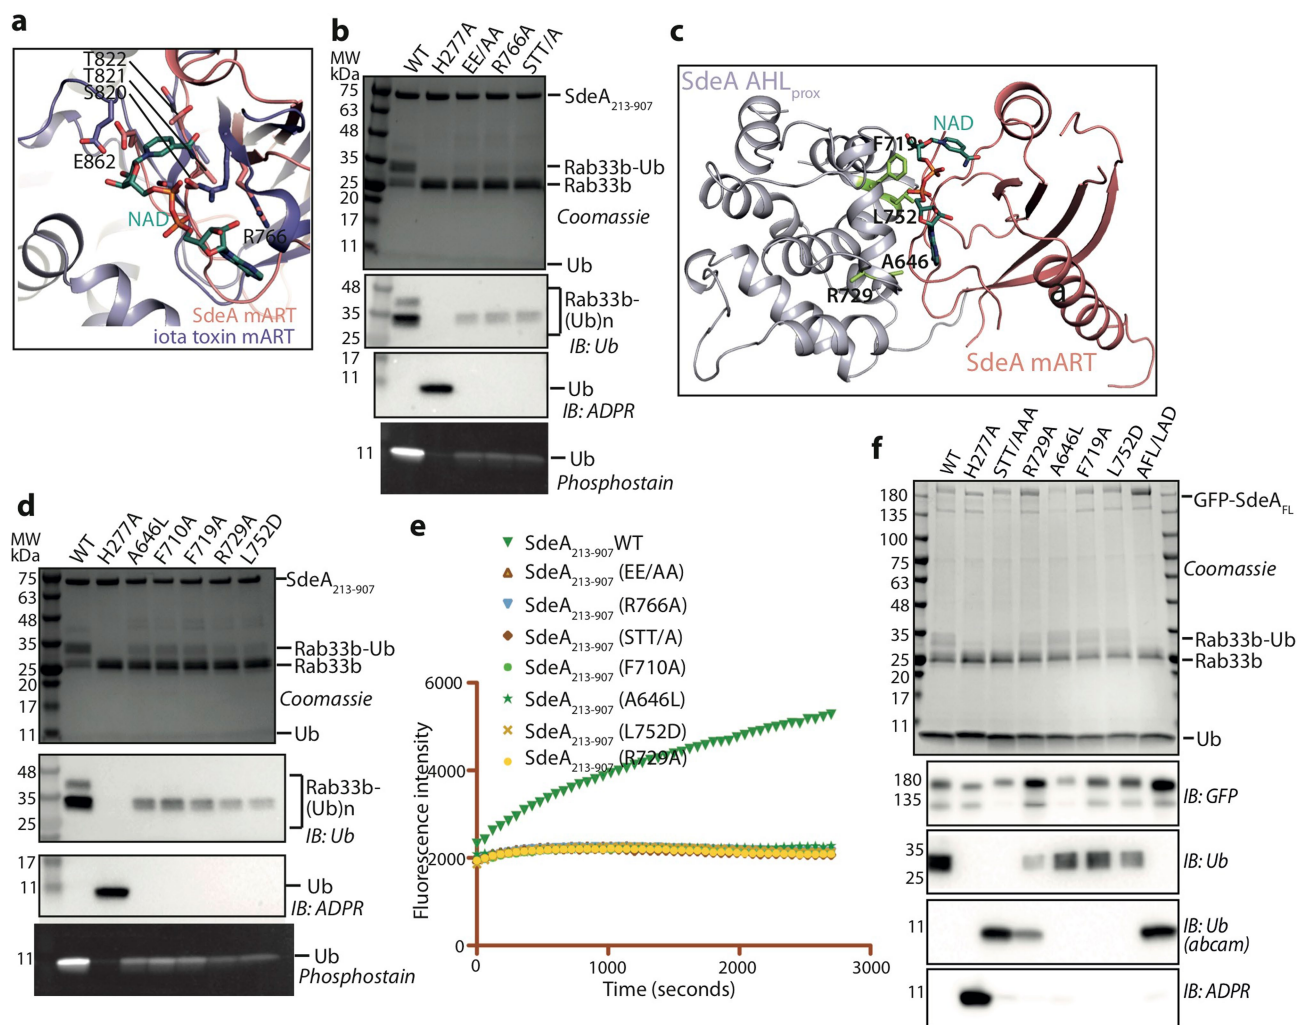 a
T822
T821
S820
E862
NAD
R766
SdeA mART
iota toxin mART
b
MW
kDa
WT
H277A
EE/AA
R766A
STT/A
75
63
48
35
25
20
17
11
SdeA213-907
Rab33b-Ub
Rab33b
Coomassie
Ub
48
35
25
Rab33b-
(Ub)n
IB: Ub
17
11
Ub
IB: ADPR
11
Ub
Phosphostain
c
SdeA AHLprox
F719
NAD
L752
A646
R729
a
SdeA mART
d
MW
kDa
WT
H277A
A646L
F710A
F719A
R729A
L752D
75
63
48
35
25
20
17
11
SdeA213-907
Rab33b-Ub
Rab33b
Coomassie
Ub
48
35
25
Rab33b-
(Ub)n
IB: Ub
17
11
Ub
IB: ADPR
11
Ub
Phosphostain
e
SdeA213-907WT
SdeA213-907 (EE/AA)
SdeA213-907 (R766A)
SdeA213-907 (STT/A)
SdeA213-907 (F710A)
SdeA213-907 (A646L)
SdeA213-907 (L752D)
SdeA213-907 (R729A)
Fluorescence intensity
6000
4000
2000
0
0
1000
2000
3000
Time (seconds)
f
WT
H277A
STT/AAA
R729A
A646L
F719A
L752D
AFL/LAD
180
135
100
75
63
48
35
25
20
17
11
GFP-SdeAFL
Coomassie
Rab33b-Ub
Rab33b
Ub
180
135
IB: GFP
35
25
IB: Ub
11
IB: Ub
(abcam)
11
IB: ADPR